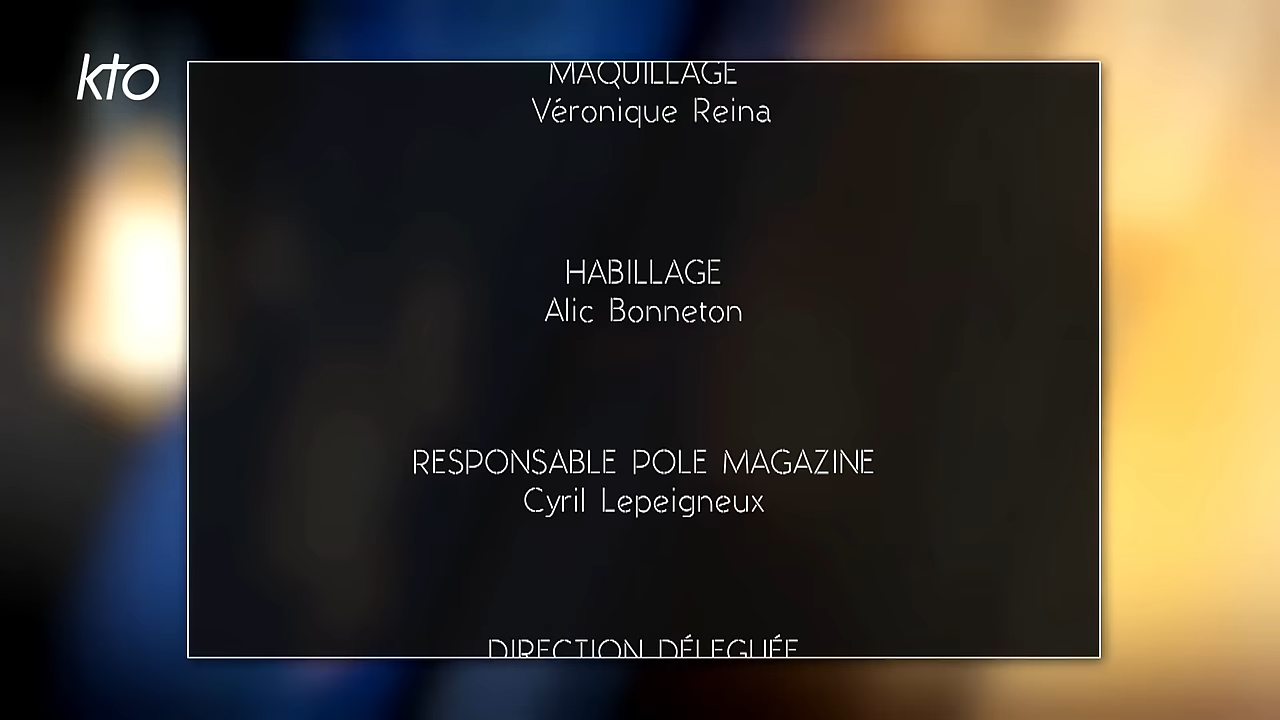 kto
MAQUILLAGE
Véronique Reina
HABILLAGE
Alic Bonneton
RESPONSABLE POLE MAGAZINE
Cyril Lepeigneux
DIRECTION DÉLEGUÉE